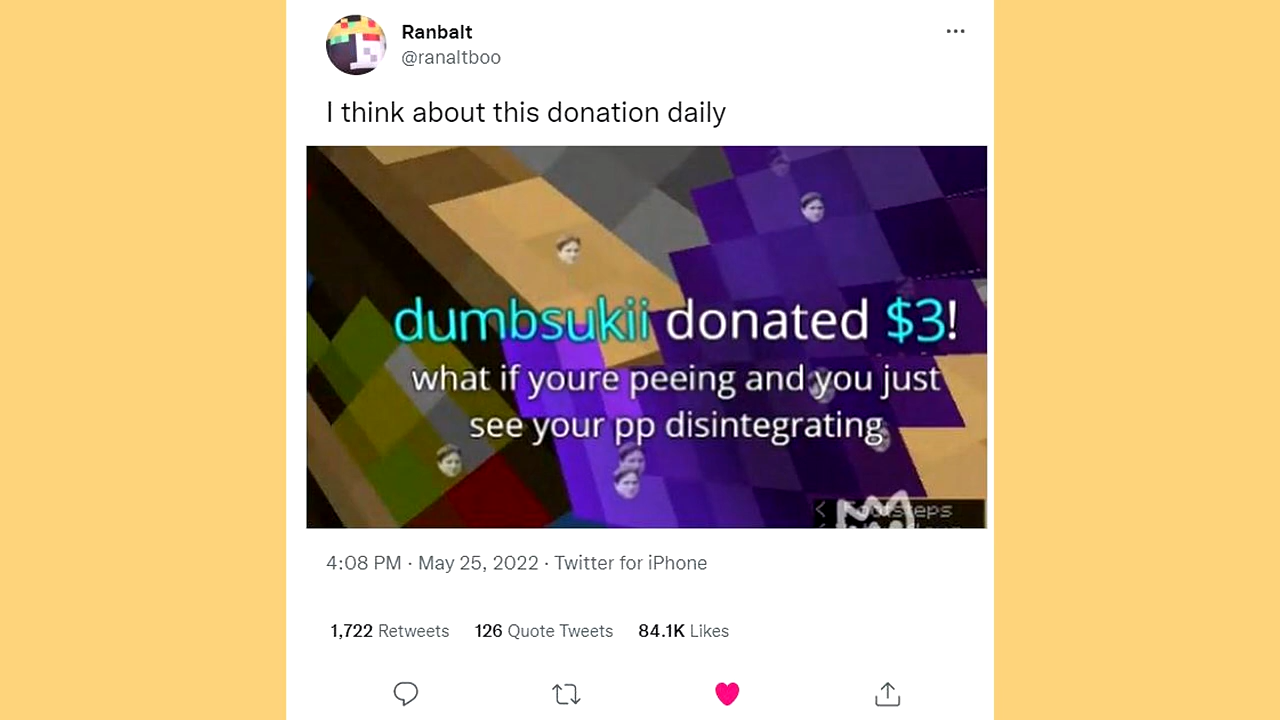 Ranbalt
@ranaltboo
I think about this donation daily
dumbsukii donated $3!
what if youre peeing and you just
see your pp disintegrating
< Footsteps
4:08 PM · May 25, 2022 · Twitter for iPhone
1,722 Retweets 126 Quote Tweets 84.1K Likes